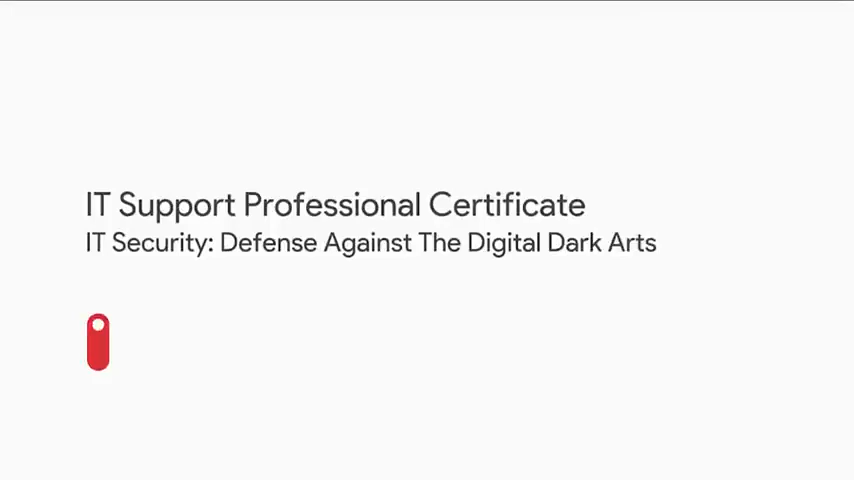 IT Support Professional Certificate
IT Security: Defense Against The Digital Dark Arts